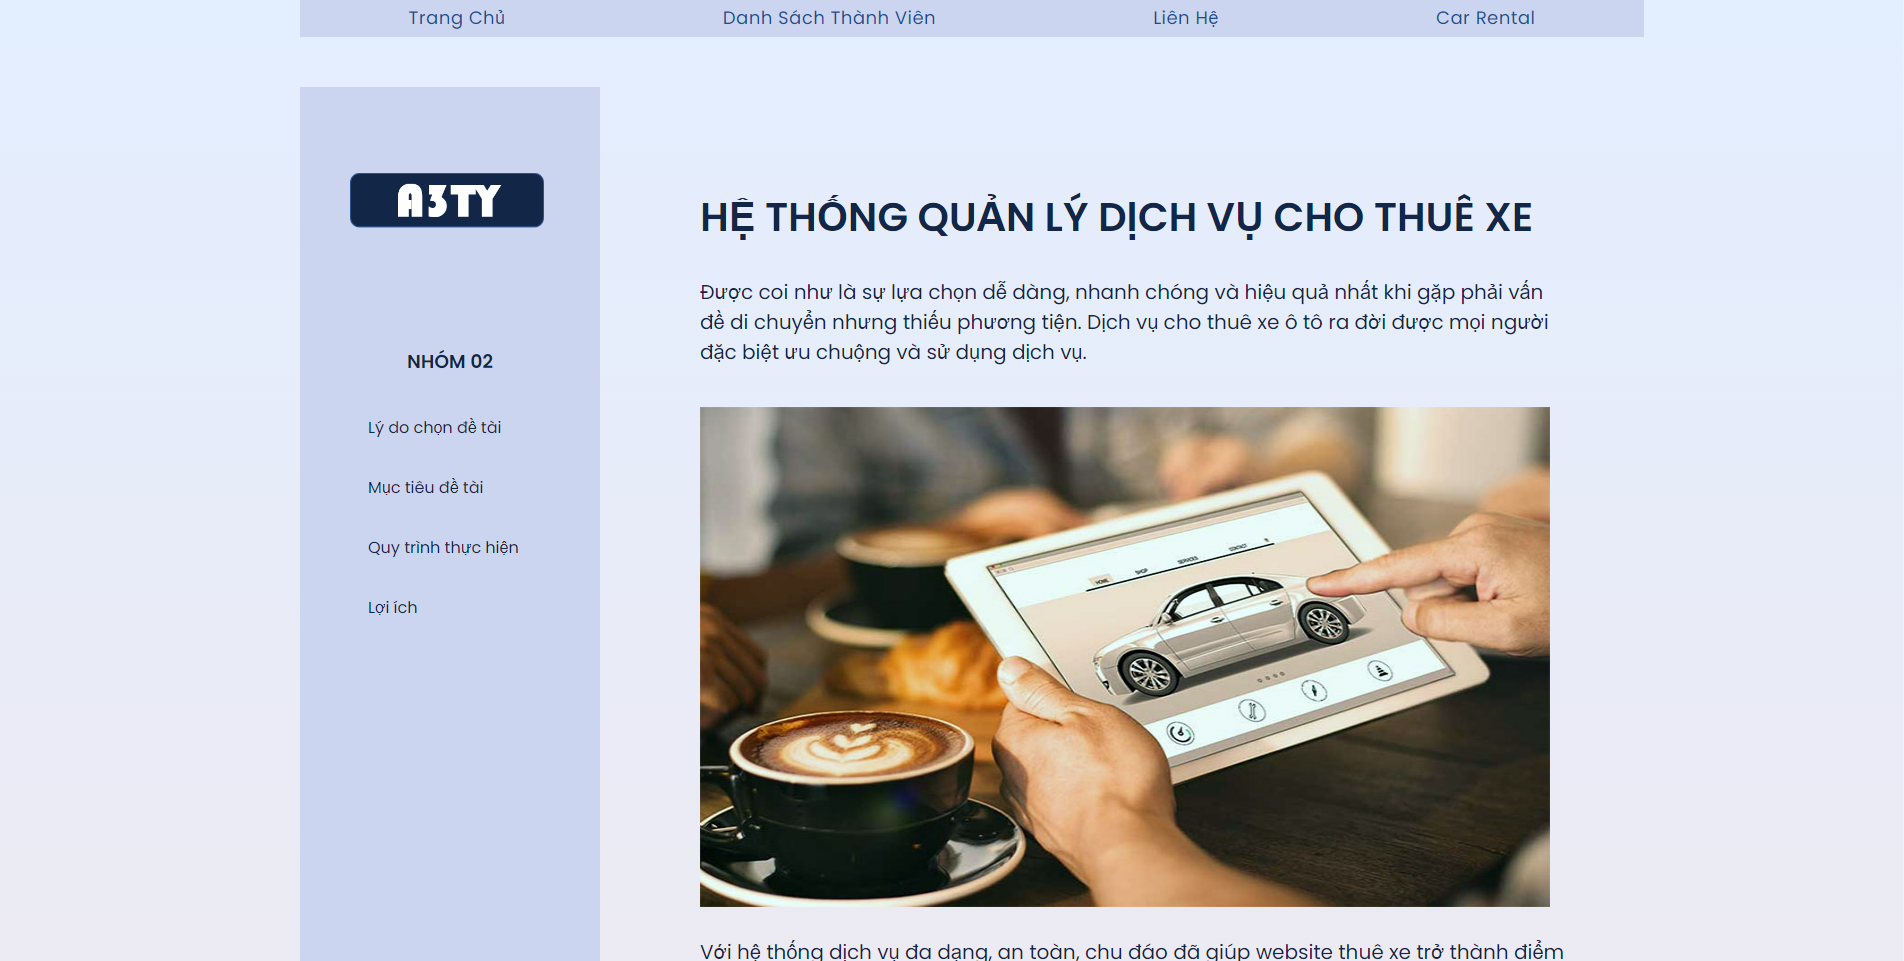 Trang Chủ
Danh Sách Thành Viên
Liên Hệ
Car Rental
A3TY
NHÓM 02
Lý do chọn đề tài
Mục tiêu đề tài
Quy trình thực hiện
Lợi ích
HỆ THỐNG QUẢN LÝ DỊCH VỤ CHO THUÊ XE
Được coi như là sự lựa chọn dễ dàng, nhanh chóng và hiệu quả nhất khi gặp phải vấn
đề di chuyển nhưng thiếu phương tiện. Dịch vụ cho thuê xe ô tô ra đời được mọi người
đặc biệt ưu chuộng và sử dụng dịch vụ.
HOME
SHOP
SERVICES
CONTACT
Với hệ thống dịch vụ đa dạng, an toàn, chu đáo đã giúp website thuê xe trở thành điểm